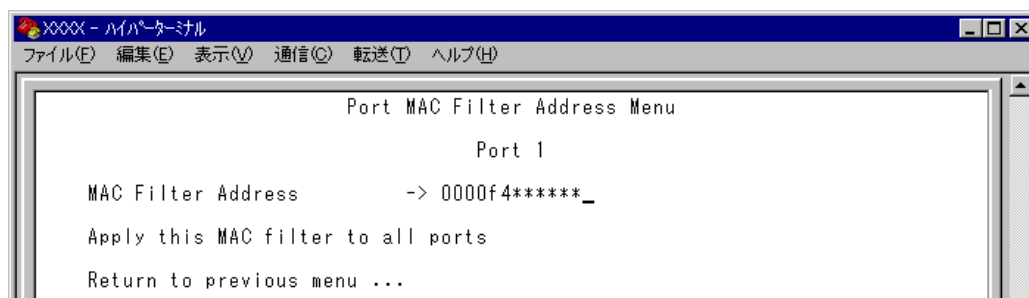 XXXX - ハイパーターミナル
ファイル(F) 編集(E) 表示(V) 通信(C) 転送(T) ヘルプ(H)
Port MAC Filter Address Menu
Port 1
MAC Filter Address -> 0000f4******_
Apply this MAC filter to all ports
Return to previous menu ...